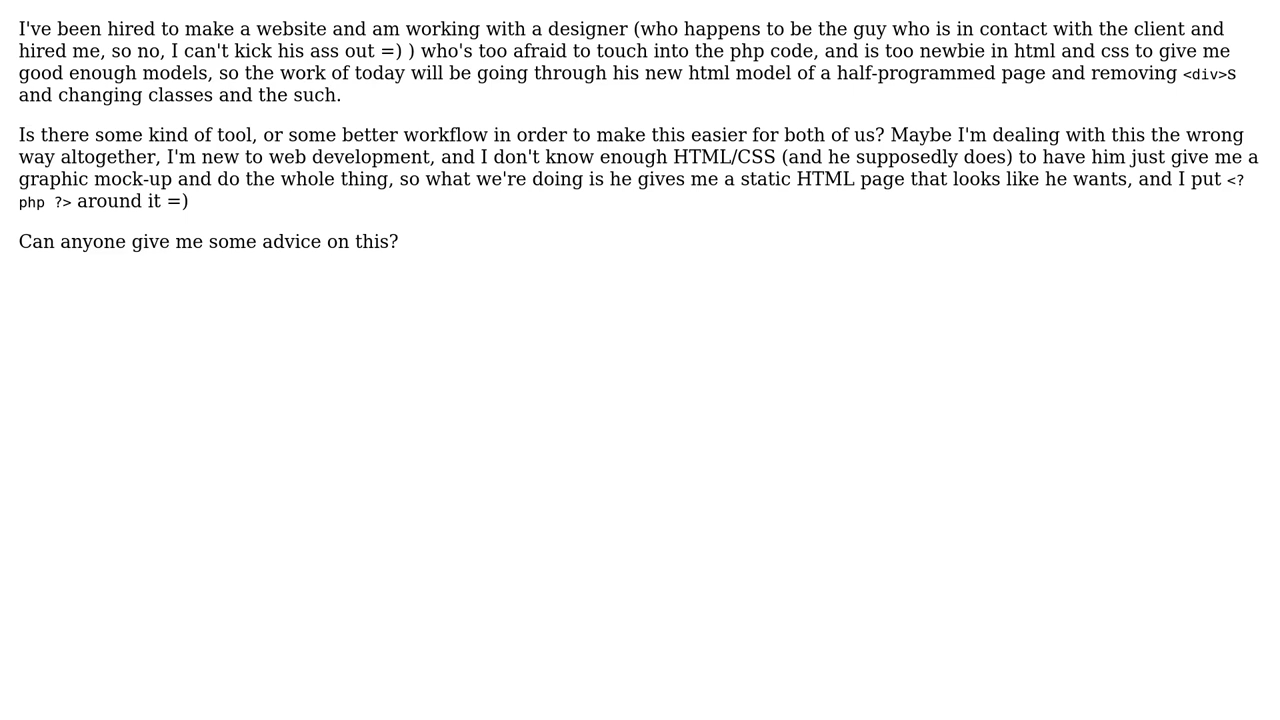 I've been hired to make a website and am working with a designer (who happens to be the guy who is in contact with the client and
hired me, so no, I can't kick his ass out =) ) who's too afraid to touch into the php code, and is too newbie in html and css to give me
good enough models, so the work of today will be going through his new html model of a half-programmed page and removing <div>s
and changing classes and the such.
Is there some kind of tool, or some better workflow in order to make this easier for both of us? Maybe I'm dealing with this the wrong
way altogether, I'm new to web development, and I don't know enough HTML/CSS (and he supposedly does) to have him just give me a
graphic mock-up and do the whole thing, so what we're doing is he gives me a static HTML page that looks like he wants, and I put <?
php ?> around it =)
Can anyone give me some advice on this?